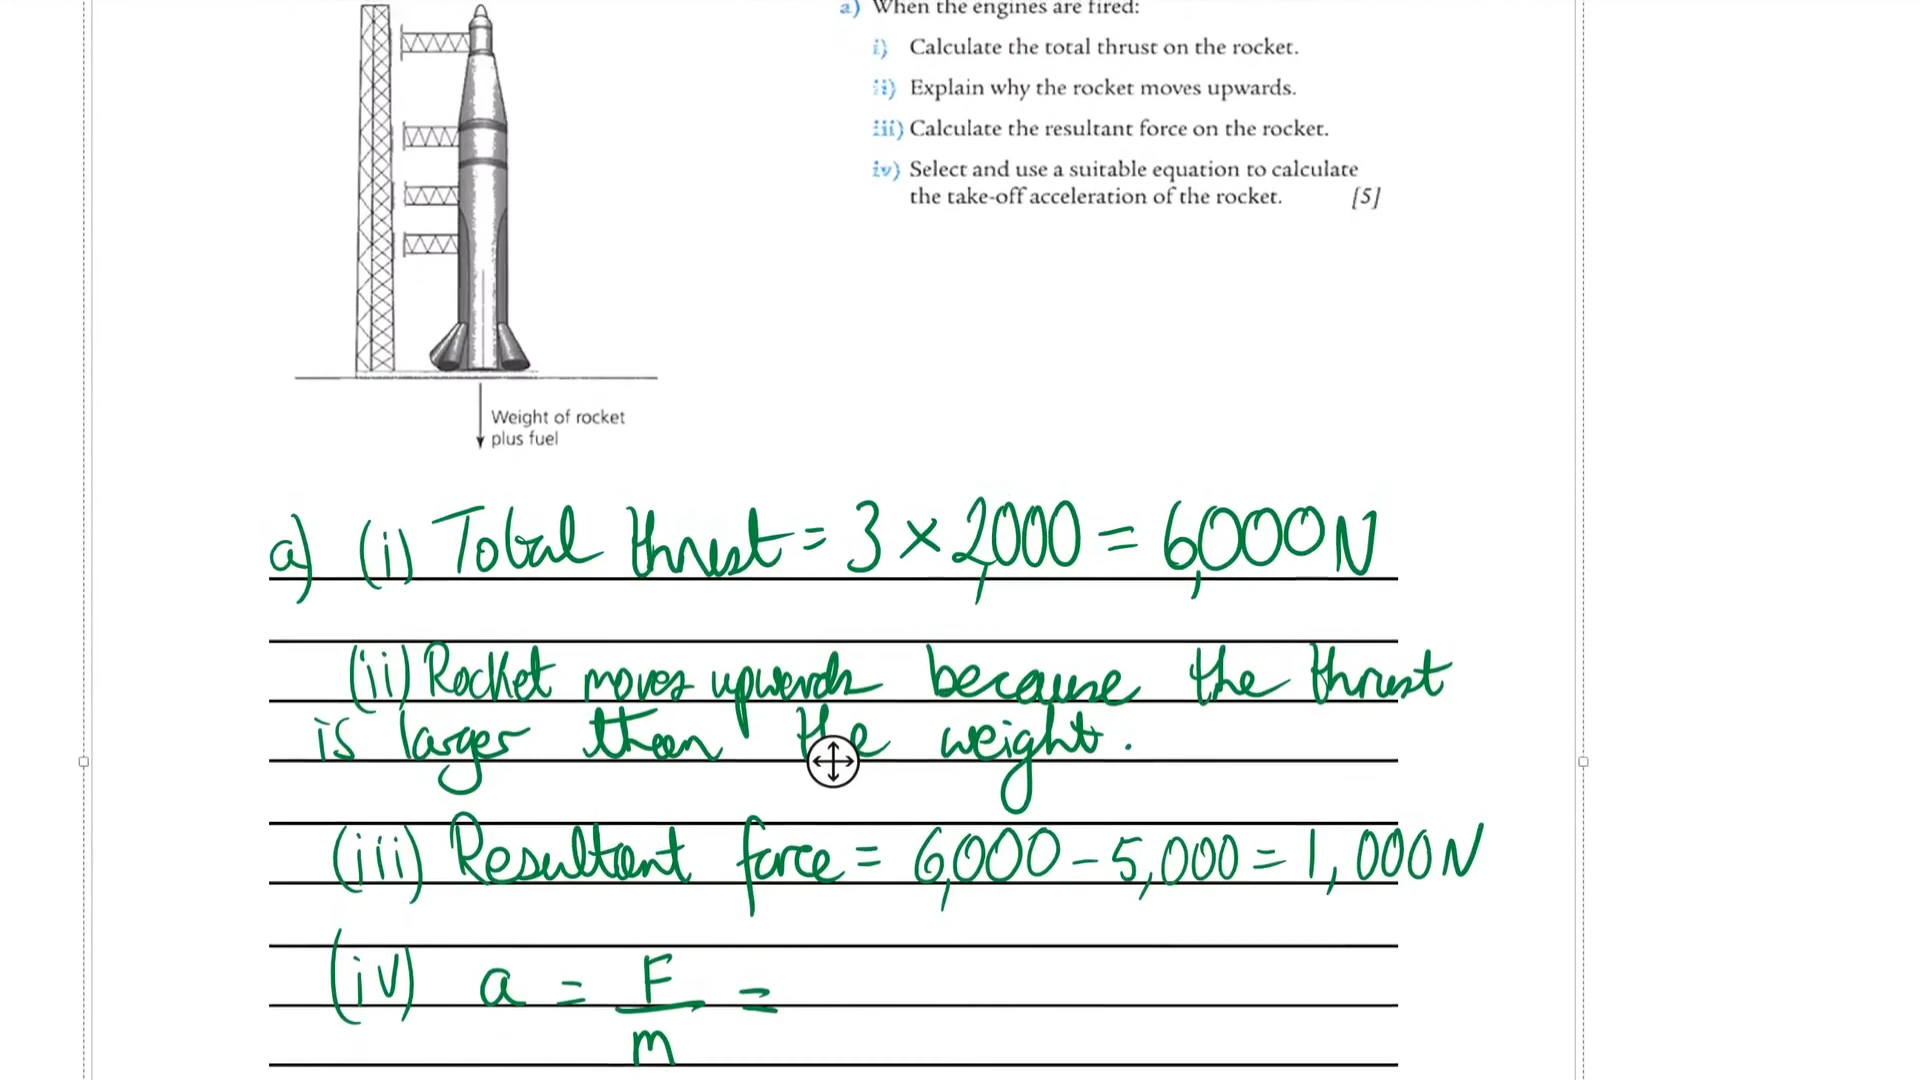 a) When the engines are fired:
i) Calculate the total thrust on the rocket.
ii) Explain why the rocket moves upwards.
iii) Calculate the resultant force on the rocket.
iv) Select and use a suitable equation to calculate
the take-off acceleration of the rocket. [5]
Weight of rocket
plus fuel
a) (i) Total thrust = 3 × 2,000 = 6,000N
(ii) Rocket moves upwards because the thrust
is larger than the weight.
(iii) Resultant force = 6,000 - 5,000 = 1,000N
(iv) a = F/m =